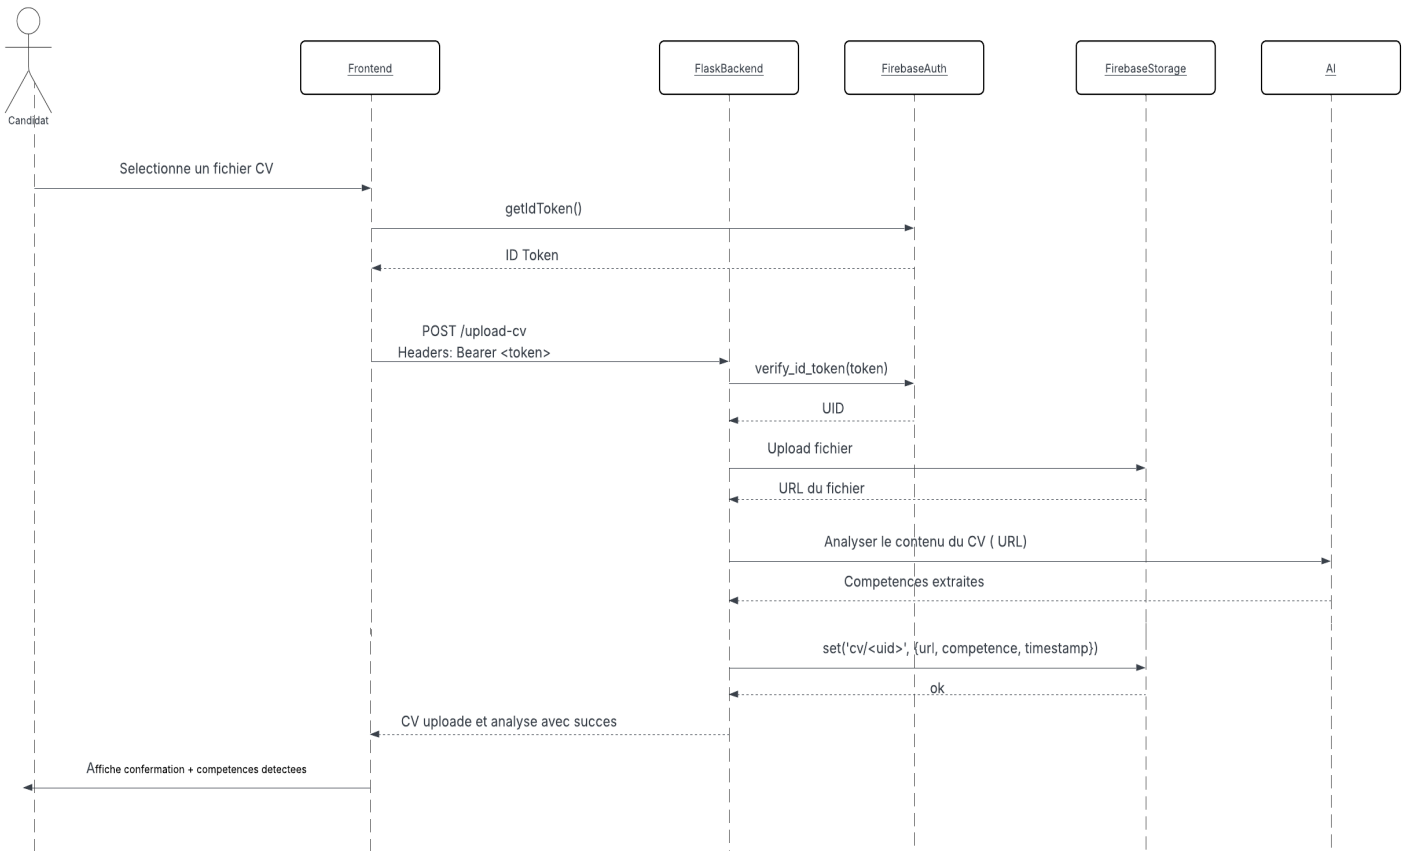 Candidat
Frontend
FlaskBackend
FirebaseAuth
FirebaseStorage
AI
Selectionne un fichier CV
getIdToken()
ID Token
POST /upload-cv
Headers: Bearer <token>
verify_id_token(token)
UID
Upload fichier
URL du fichier
Analyser le contenu du CV ( URL)
Competences extraites
set('cv/<uid>', {url, competence, timestamp})
ok
CV uploade et analyse avec succes
Affiche confermation + competences detectees